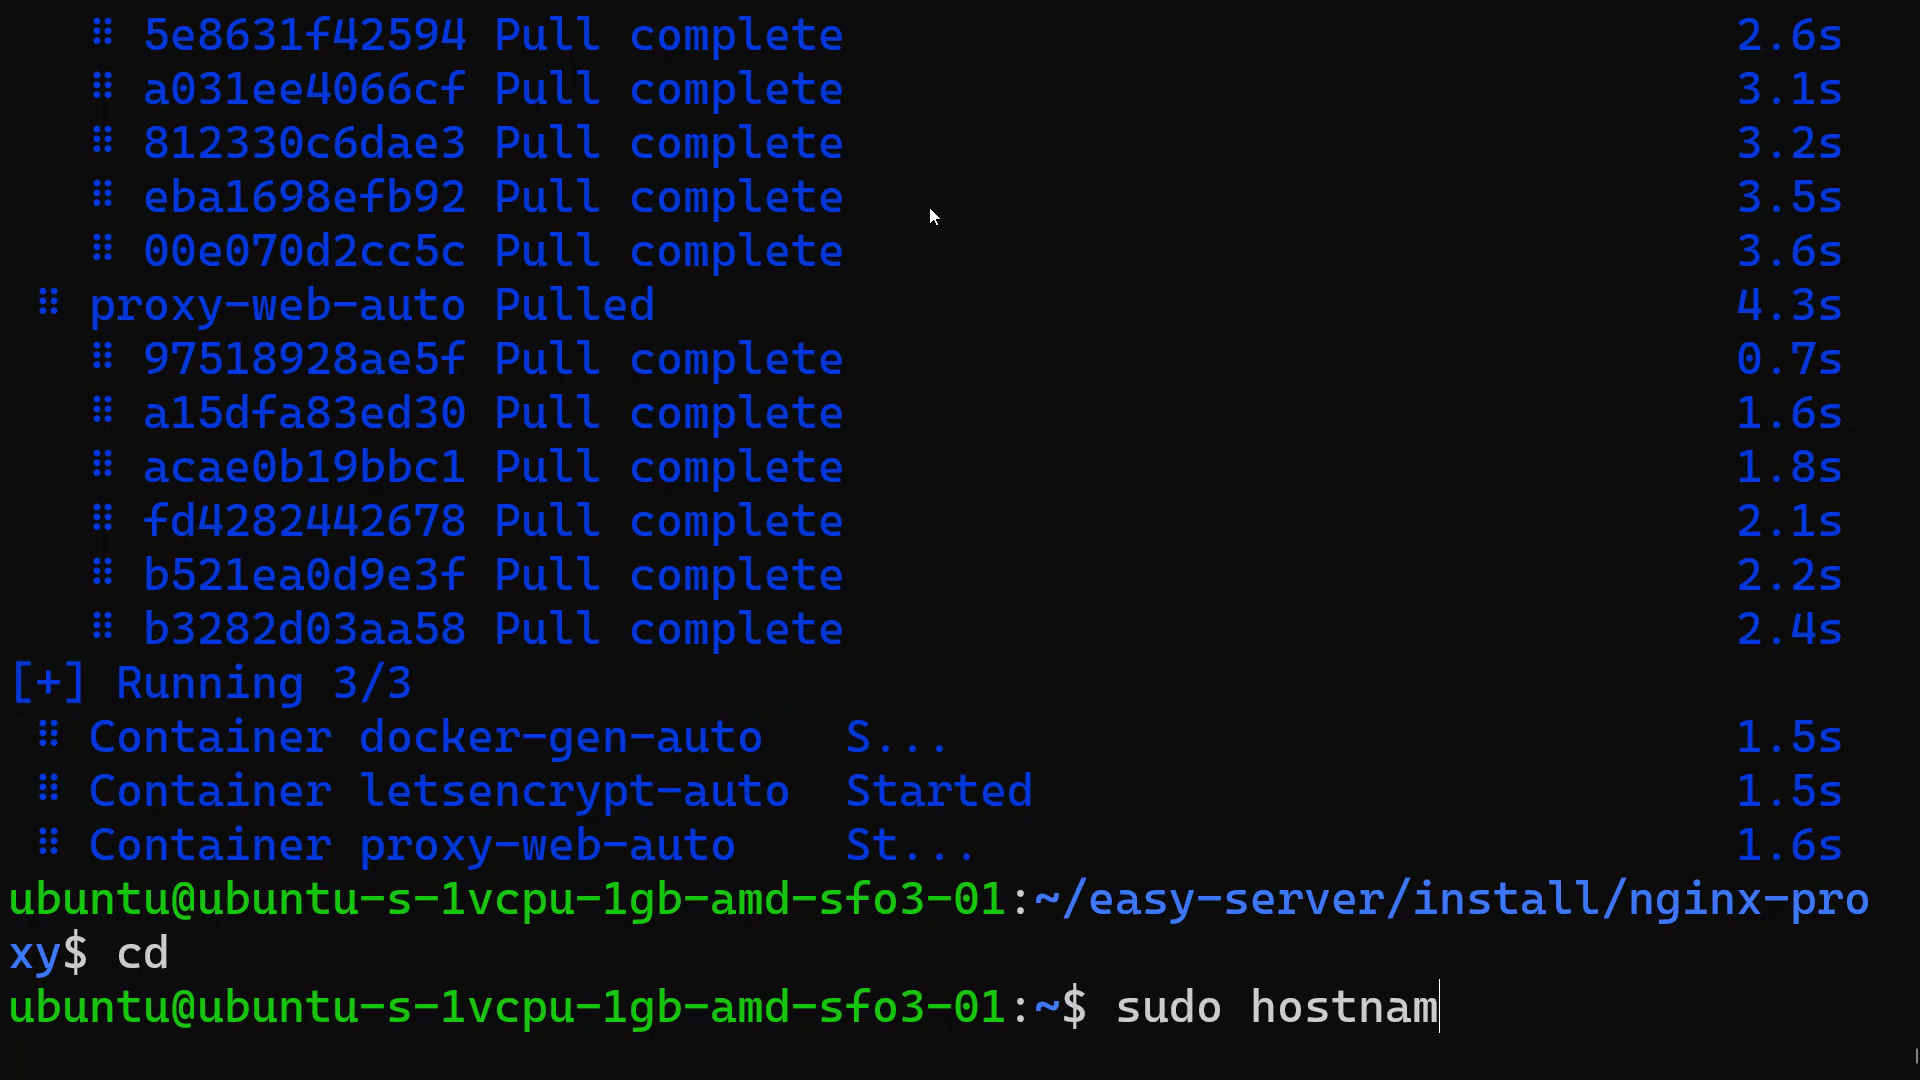 ⠿ 5e8631f42594 Pull complete 2.6s
⠿ a031ee4066cf Pull complete 3.1s
⠿ 812330c6dae3 Pull complete 3.2s
⠿ eba1698efb92 Pull complete 3.5s
⠿ 00e070d2cc5c Pull complete 3.6s
⠿ proxy-web-auto Pulled 4.3s
⠿ 97518928ae5f Pull complete 0.7s
⠿ a15dfa83ed30 Pull complete 1.6s
⠿ acae0b19bbc1 Pull complete 1.8s
⠿ fd4282442678 Pull complete 2.1s
⠿ b521ea0d9e3f Pull complete 2.2s
⠿ b3282d03aa58 Pull complete 2.4s
[+] Running 3/3
⠿ Container docker-gen-auto S... 1.5s
⠿ Container letsencrypt-auto Started 1.5s
⠿ Container proxy-web-auto St... 1.6s
ubuntu@ubuntu-s-1vcpu-1gb-amd-sfo3-01:~/easy-server/install/nginx-pro
xy$ cd
ubuntu@ubuntu-s-1vcpu-1gb-amd-sfo3-01:~$ sudo hostnam